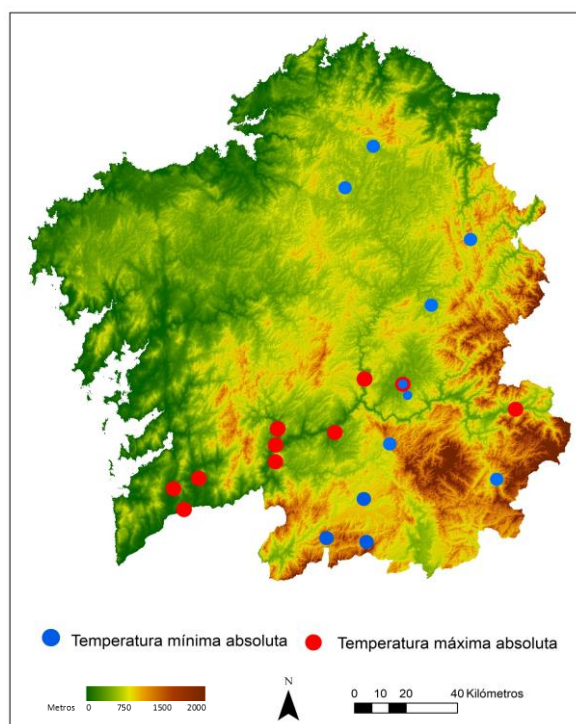 Temperatura mínima absoluta
Temperatura máxima absoluta
N
Metros 0 750 1500 2000
0 10 20 40 Kilómetros